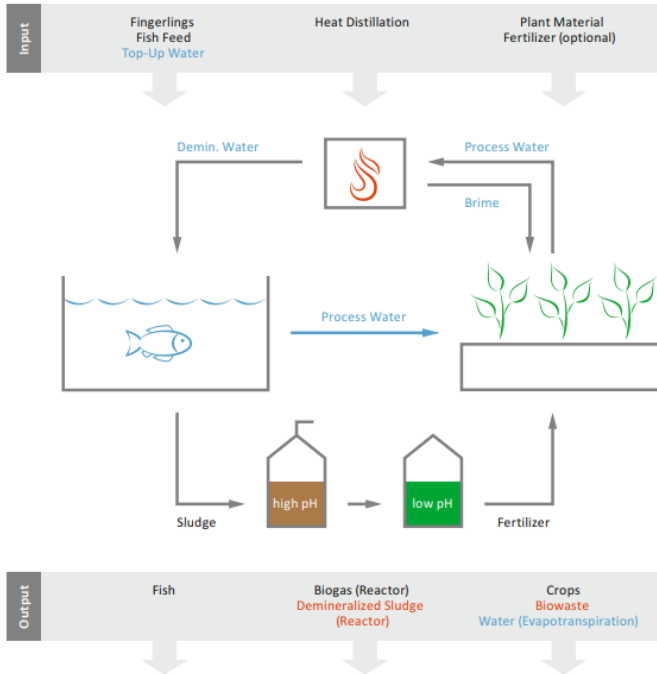 Input
Fingerlings
Fish Feed
Top-Up Water
Heat Distillation
Plant Material
Fertilizer (optional)
Demin. Water
Process Water
Brime
Process Water
high pH
low pH
Sludge
Fertilizer
Output
Fish
Biogas (Reactor)
Demineralized Sludge
(Reactor)
Crops
Biowaste
Water (Evapotranspiration)